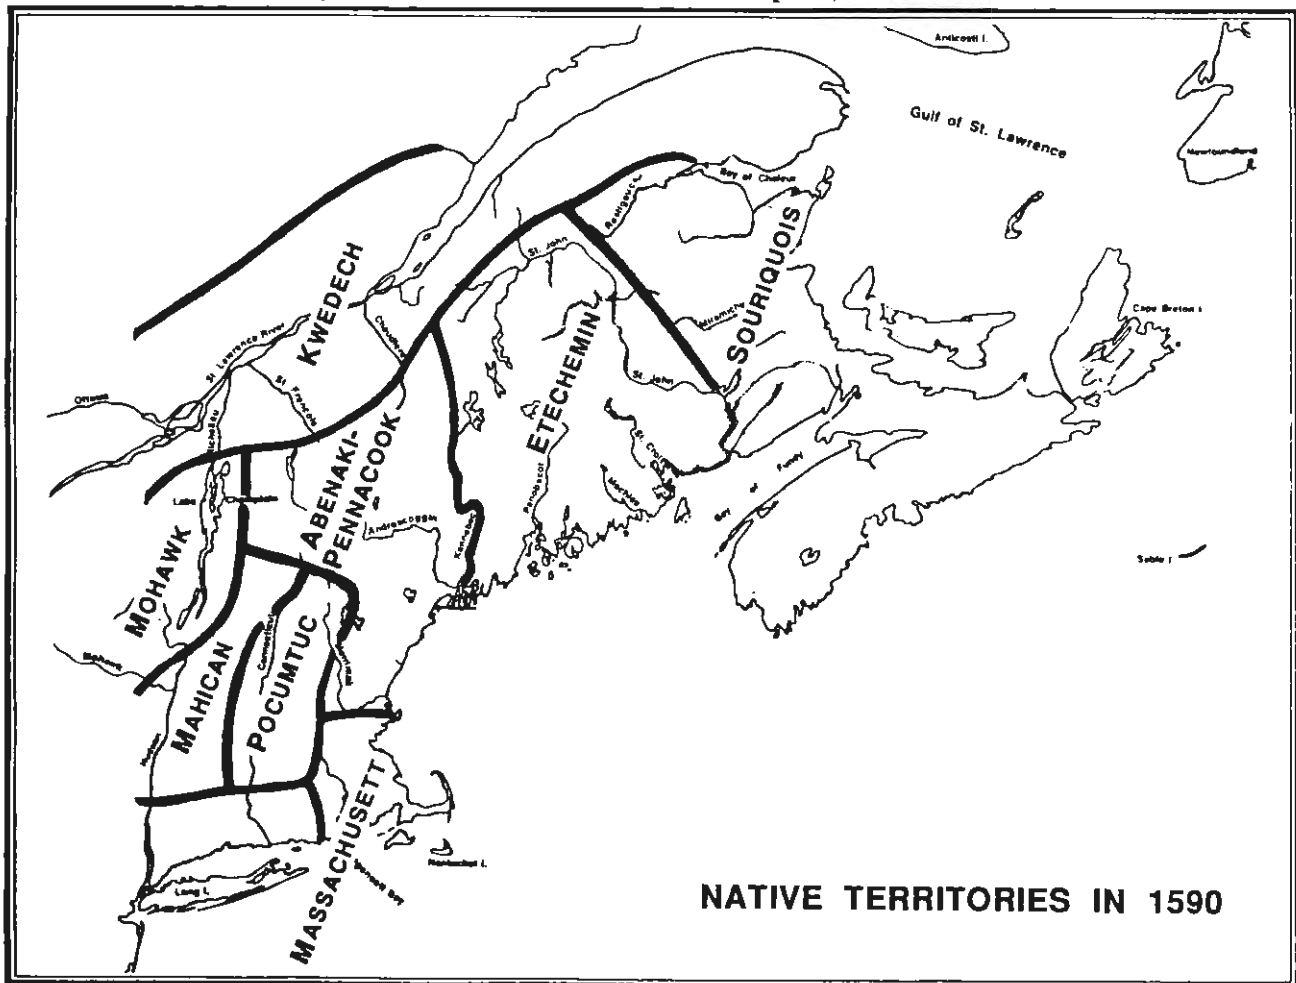 Anticosti I.
Gulf of St. Lawrence
Newfoundland
Bay of Chaleur
Restigouche
SOURIQUOIS
St. John
KWEDECH
Cape Breton I.
Miramichi
St. Lawrence River
Chaudiere
ETECHEMIN
St. John
St. Francis
Ottawa
Richelieu
ABENAKI-
PENNACOOK
St. Croix
Bay of Fundy
Penobscot
Machias
Lake Champlain
Androscoggin
Kennebec
MOHAWK
Sable I.
Mohawk
Connecticut
MAHICAN
POCUMTUC
Hudson
MASSACHUSETT
Nantucket I.
Long I.
NATIVE TERRITORIES IN 1590